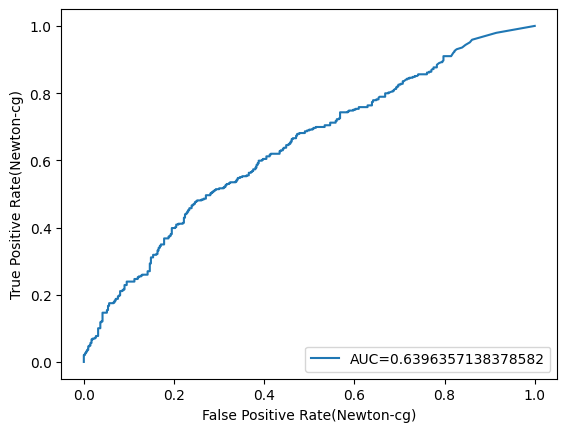 1.0
0.8
0.6
0.4
0.2
0.0
True Positive Rate(Newton-cg)
AUC=0.6396357138378582
0.0 0.2 0.4 0.6 0.8 1.0
False Positive Rate(Newton-cg)